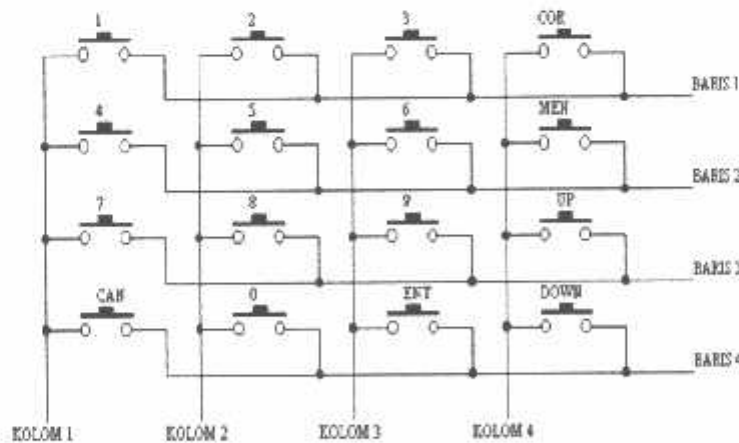 1 2 3 COR
BARIS 1
4 5 6 MEN
BARIS 2
7 8 9 UP
BARIS 3
CAN 0 ENT DOWN
BARIS 4
KOLOM 1 KOLOM 2 KOLOM 3 KOLOM 4